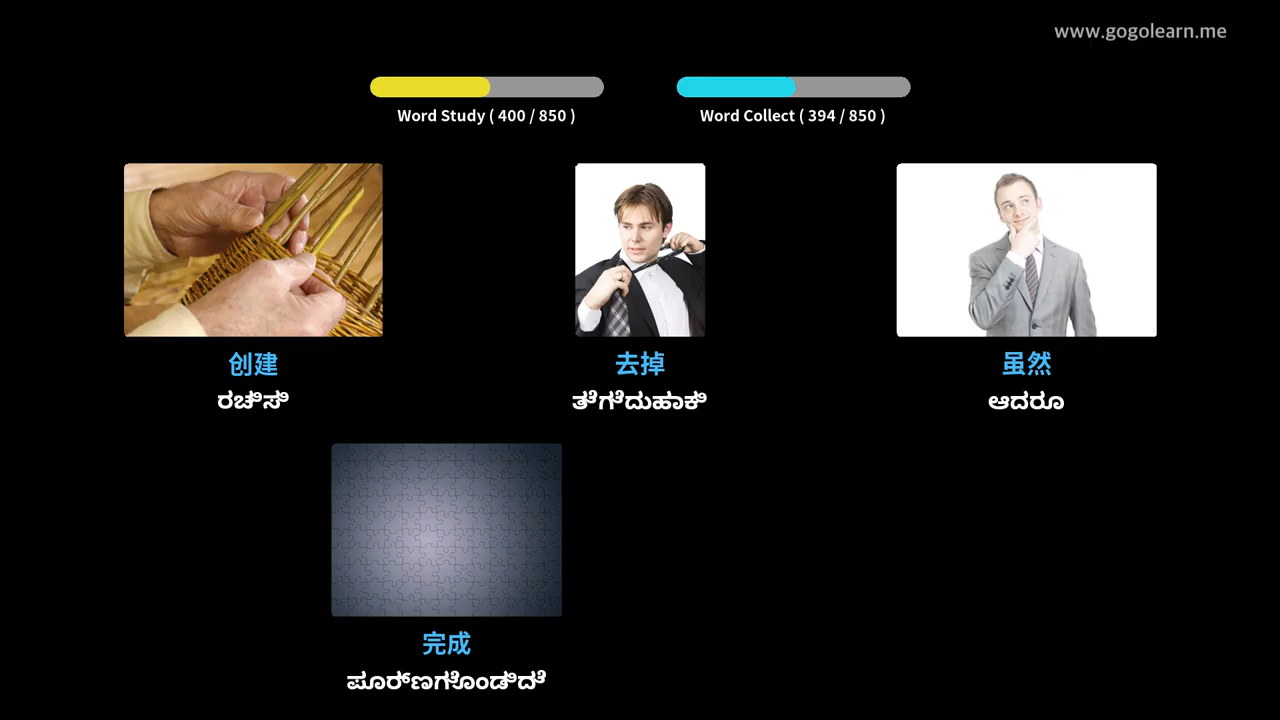 www.gogolearn.me
Word Study ( 400 / 850 )
Word Collect ( 394 / 850 )
创建
ರಚಿಸಿ
去掉
ತೆಗೆದುಹಾಕಿ
虽然
ಆದರೂ
完成
ಪೂರ್ಣಗೊಂಡಿದೆ